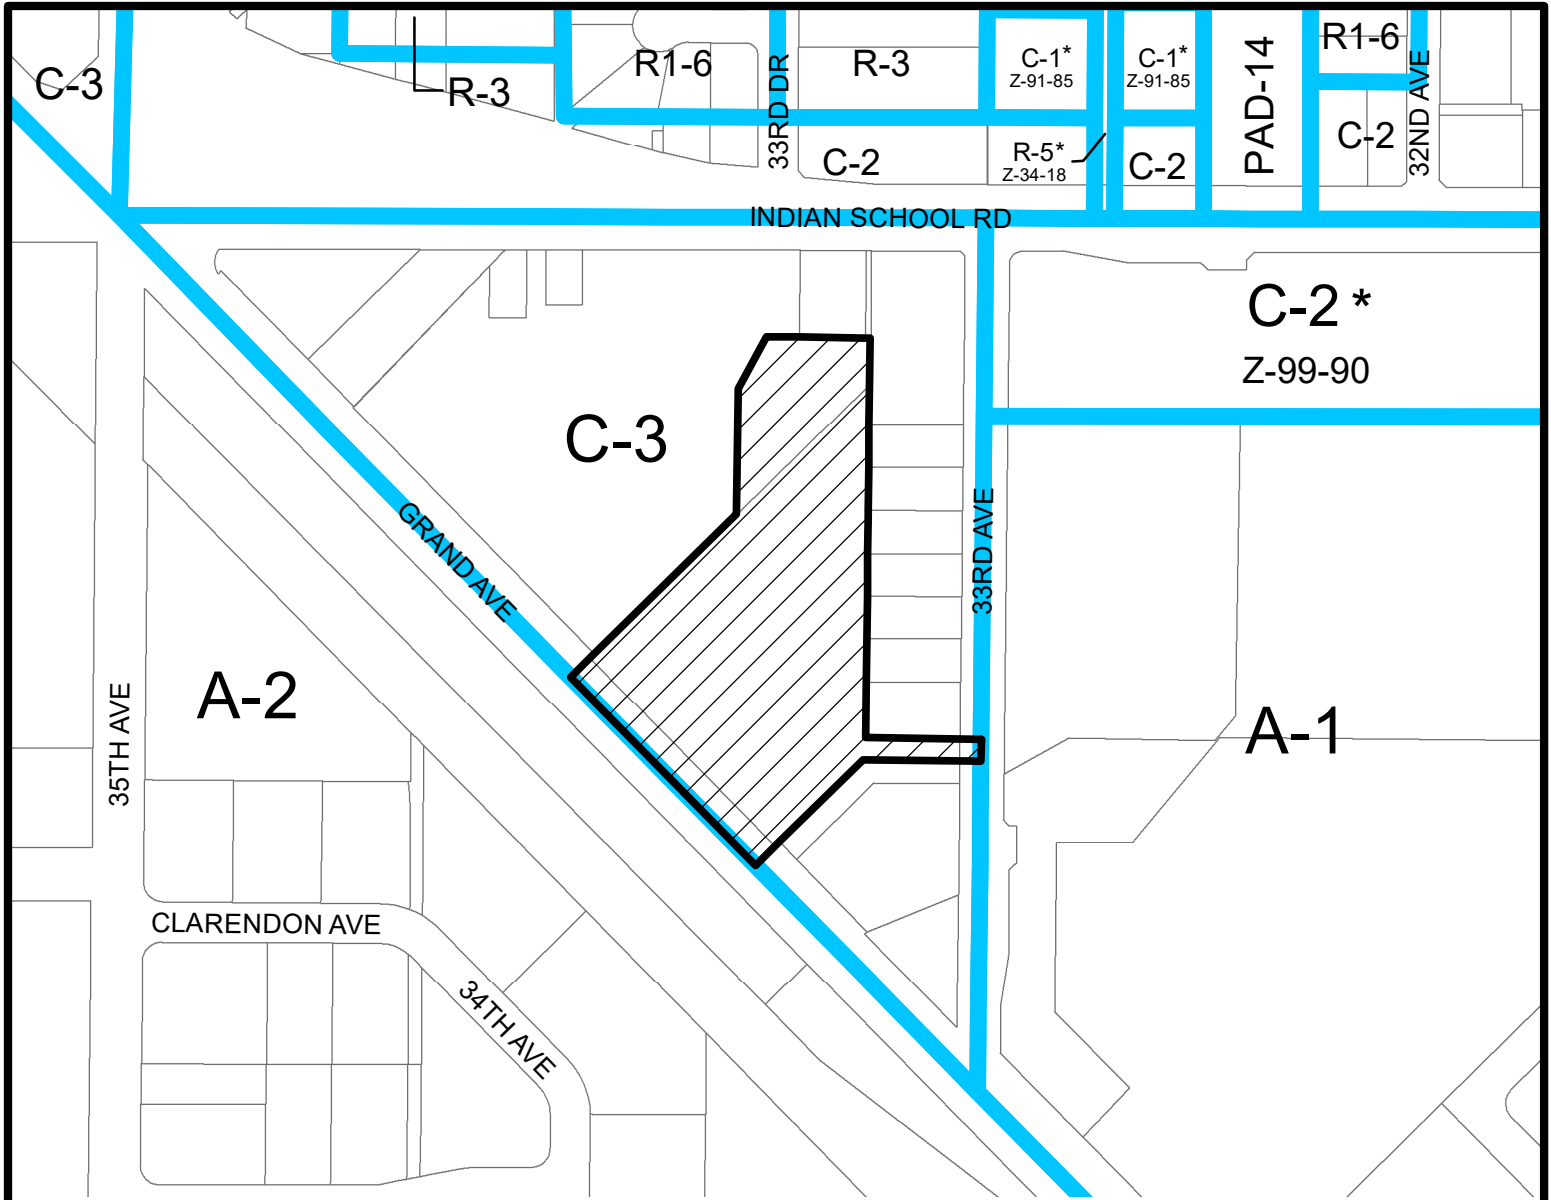 R1-6
C-3
R-3
R1-6
33RD DR
R-3
C-1*
Z-91-85
C-1*
Z-91-85
PAD-14
32ND AVE
C-2
R-5*
Z-34-18
C-2
C-2
INDIAN SCHOOL RD
C-2 *
Z-99-90
C-3
GRAND AVE
33RD AVE
A-2
35TH AVE
A-1
CLARENDON AVE
34TH AVE